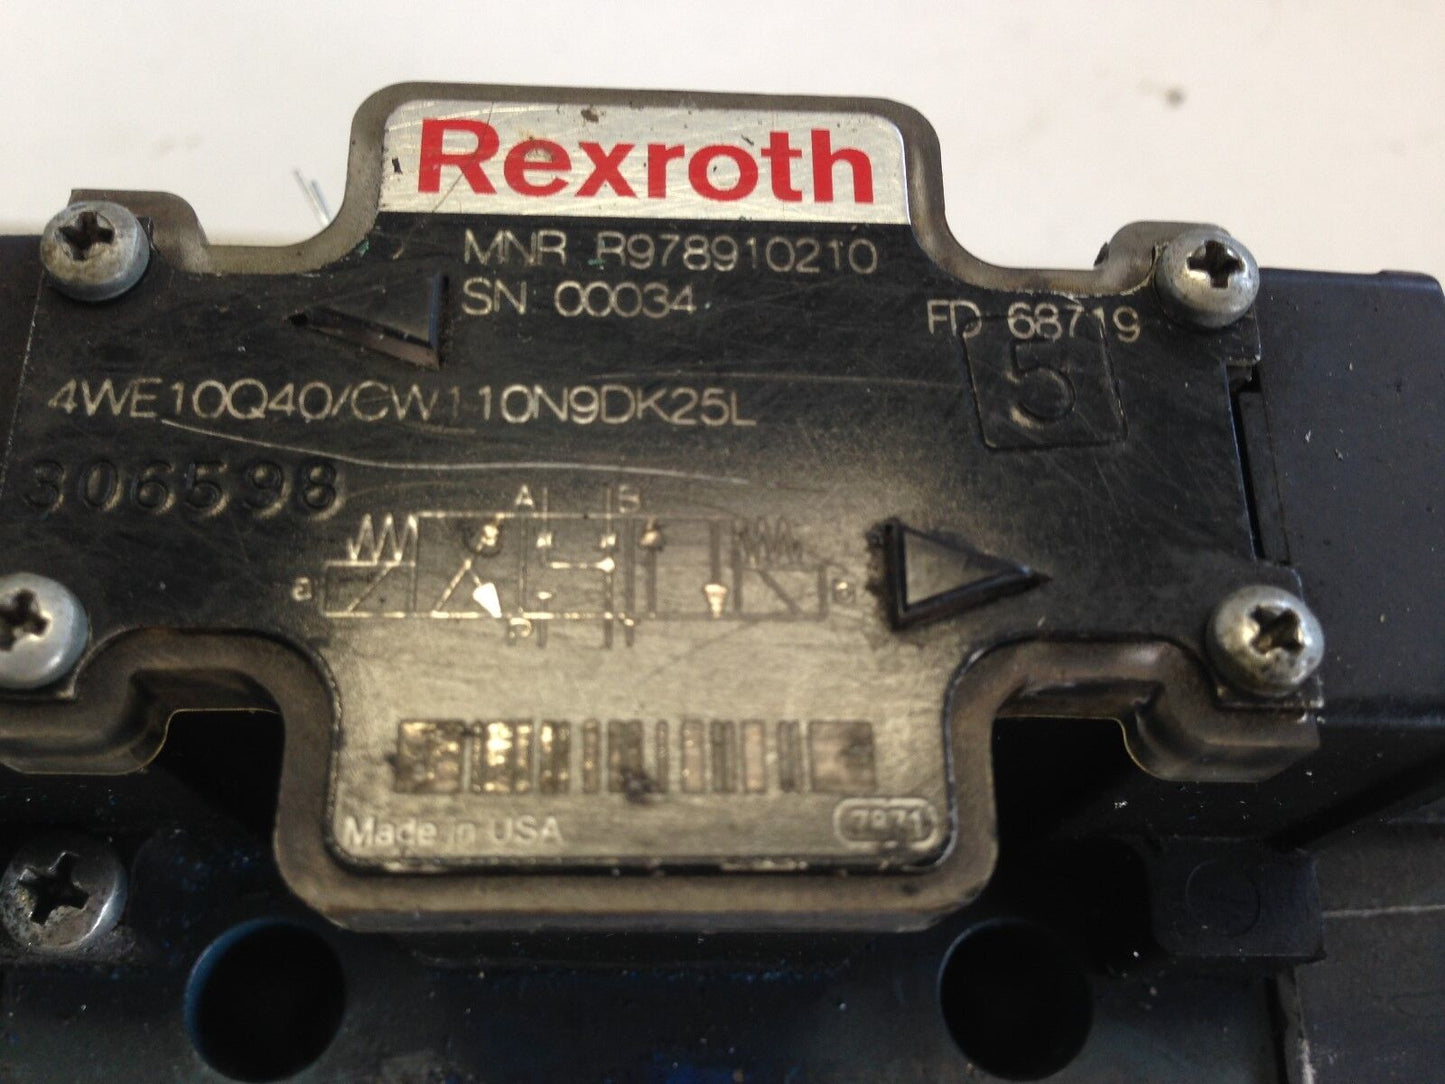 Rexroth
MNR R978910210
SN 00034
FD 68719
5
4WE10Q40/CW110N9DK25L
306598
A B
a
P T
Made in USA
7871